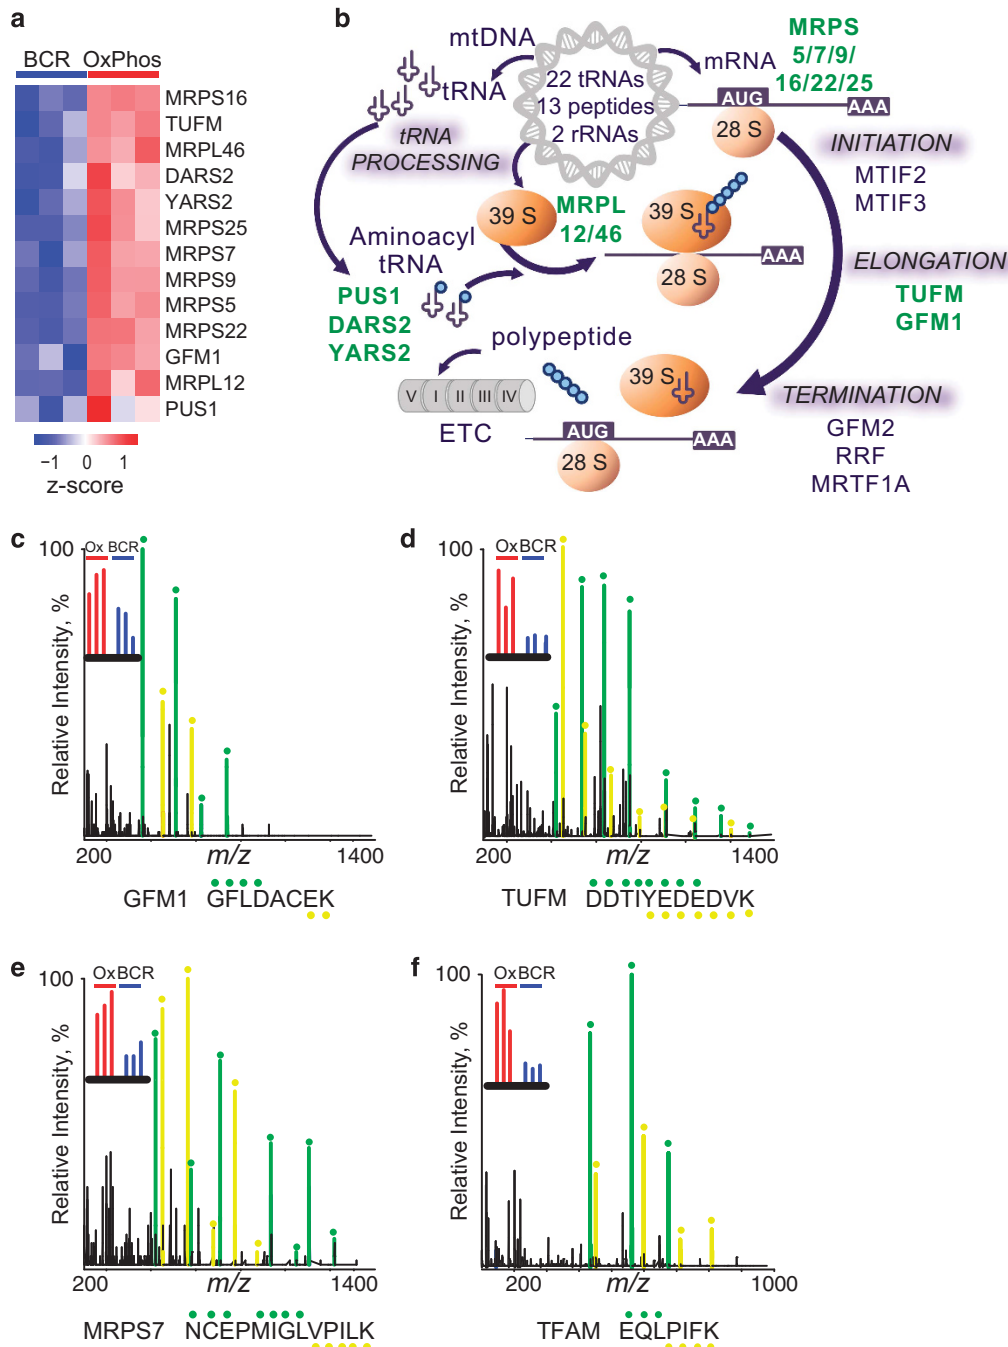 a
BCR OxPhos
MRPS16
TUFM
MRPL46
DARS2
YARS2
MRPS25
MRPS7
MRPS9
MRPS5
MRPS22
GFM1
MRPL12
PUS1
−1 0 1
z-score
b
mtDNA
tRNA
tRNA
PROCESSING
22 tRNAs
13 peptides
2 rRNAs
mRNA
MRPS
5/7/9/
16/22/25
AUG
AAA
28 S
INITIATION
MTIF2
MTIF3
39 S
MRPL
12/46
39 S
28 S
AAA
Aminoacyl
tRNA
PUS1
DARS2
YARS2
ELONGATION
TUFM
GFM1
polypeptide
V I II III IV
ETC
39 S
AUG
AAA
28 S
TERMINATION
GFM2
RRF
MRTF1A
c
100
Ox BCR
Relative Intensity, %
200 m/z 1400
GFM1 GFLDACEK
d
100
Ox BCR
Relative Intensity, %
200 m/z 1400
TUFM DDTIYEDEDVK
e
100
Ox BCR
Relative Intensity, %
200 m/z 1400
MRPS7 NCEPMIGLVPILK
f
100
Ox BCR
Relative Intensity, %
200 m/z 1000
TFAM EQLPIFK